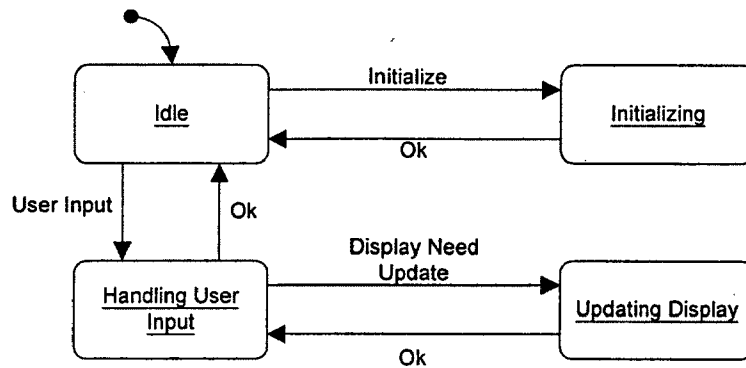 Initialize
Idle
Initializing
Ok
User Input
Ok
Display Need
Update
Handling User
Input
Updating Display
Ok